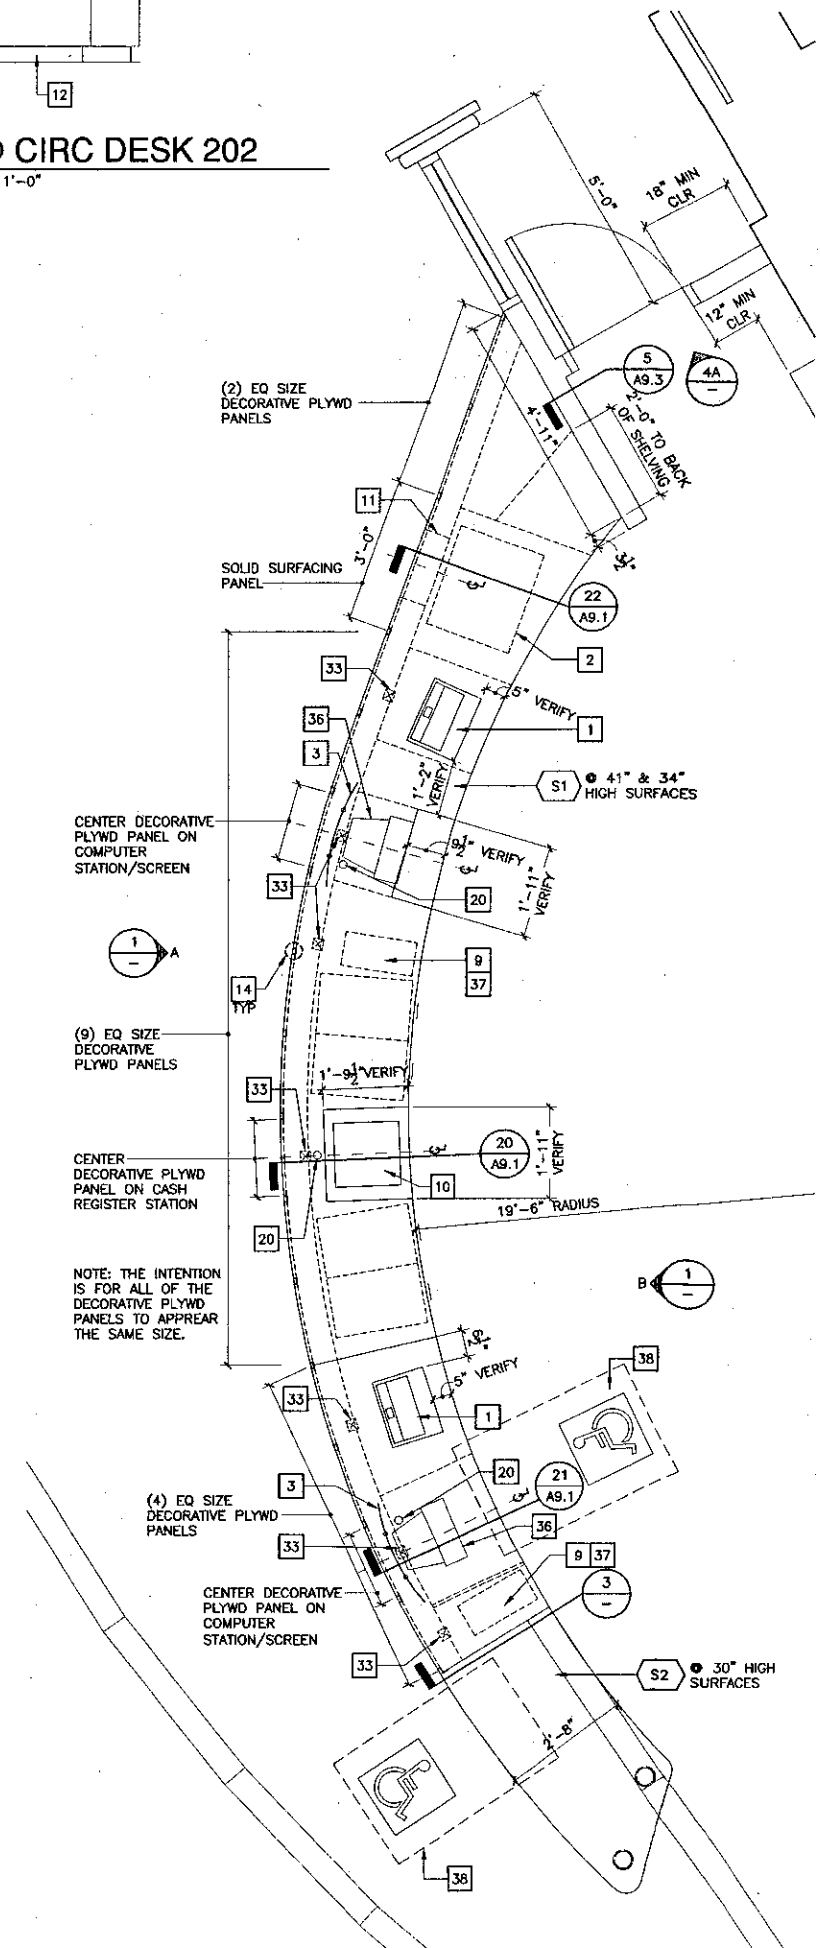 12
CIRC DESK 202
1'-0"
5'-0"
18" MIN
CLR
12" MIN
CLR
5
A9.3
4A
-
(2) EQ SIZE
DECORATIVE PLYWD
PANELS
4'-11"
2'-0" TO BACK
OF SHELVING
11
3'-0"
SOLID SURFACING
PANEL
22
A9.1
2
33
5" VERIFY
36
1
3
1'-2"
VERIFY
S1
@ 41" & 34"
HIGH SURFACES
CENTER DECORATIVE
PLYWD PANEL ON
COMPUTER
STATION/SCREEN
9 1/2" VERIFY
1'-11"
VERIFY
33
20
1
-
A
9
37
14
TYP
(9) EQ SIZE
DECORATIVE
PLYWD PANELS
1'-9 1/2" VERIFY
33
20
A9.1
1'-11"
VERIFY
CENTER
DECORATIVE PLYWD
PANEL ON CASH
REGISTER STATION
10
19'-6" RADIUS
20
NOTE: THE INTENTION
IS FOR ALL OF THE
DECORATIVE PLYWD
PANELS TO APPREAR
THE SAME SIZE.
B
1
-
5" VERIFY
38
33
1
3
20
21
A9.1
(4) EQ SIZE
DECORATIVE PLYWD
PANELS
36
33
9 37
3
-
CENTER DECORATIVE
PLYWD PANEL ON
COMPUTER
STATION/SCREEN
33
S2
@ 30" HIGH
SURFACES
2'-8"
38